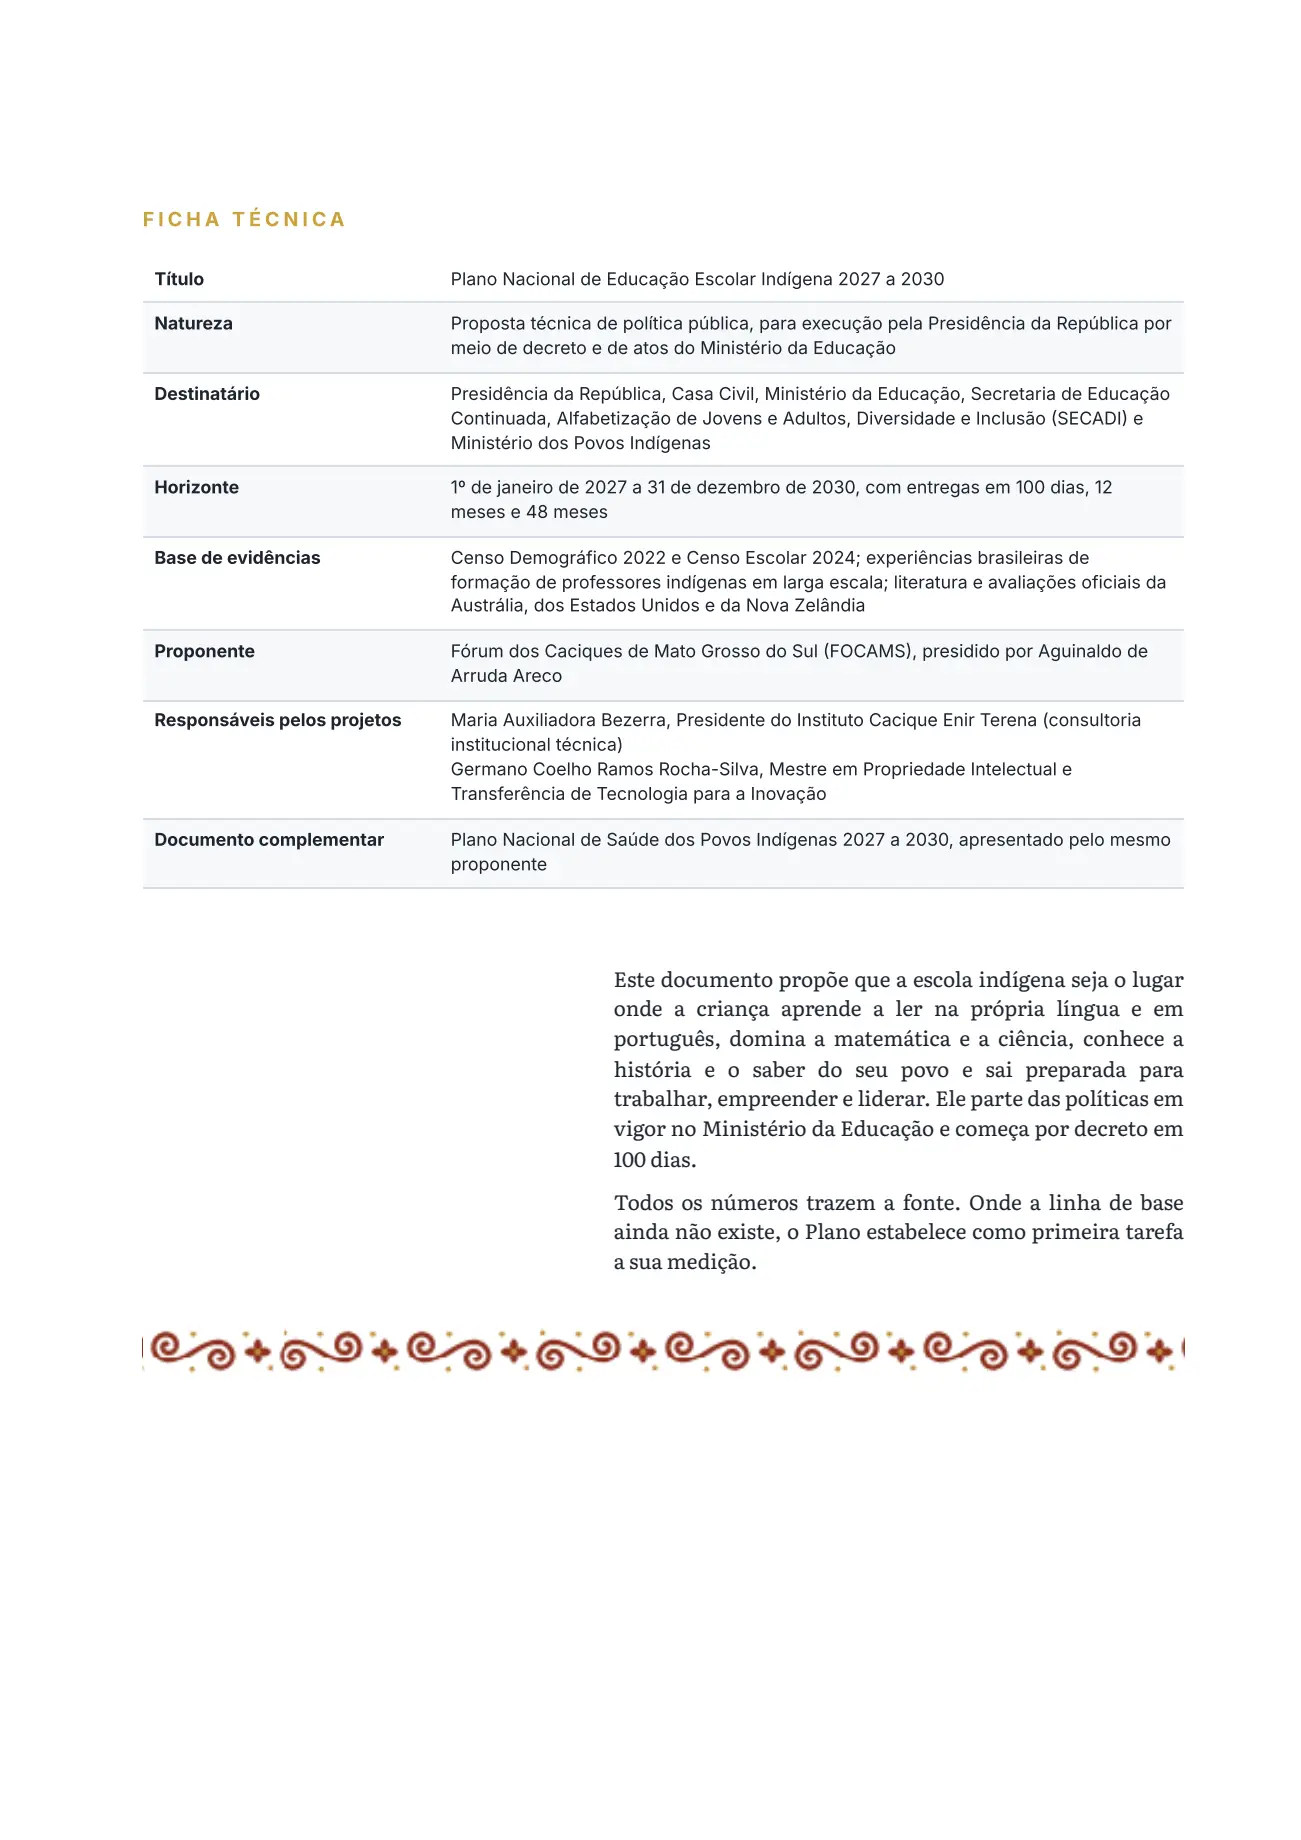 FICHA TÉCNICA
Título
Plano Nacional de Educação Escolar Indígena 2027 a 2030
Natureza
Proposta técnica de política pública, para execução pela Presidência da República por
meio de decreto e de atos do Ministério da Educação
Destinatário
Presidência da República, Casa Civil, Ministério da Educação, Secretaria de Educação
Continuada, Alfabetização de Jovens e Adultos, Diversidade e Inclusão (SECADI) e
Ministério dos Povos Indígenas
Horizonte
1º de janeiro de 2027 a 31 de dezembro de 2030, com entregas em 100 dias, 12
meses e 48 meses
Base de evidências
Censo Demográfico 2022 e Censo Escolar 2024; experiências brasileiras de
formação de professores indígenas em larga escala; literatura e avaliações oficiais da
Austrália, dos Estados Unidos e da Nova Zelândia
Proponente
Fórum dos Caciques de Mato Grosso do Sul (FOCAMS), presidido por Aguinaldo de
Arruda Areco
Responsáveis pelos projetos
Maria Auxiliadora Bezerra, Presidente do Instituto Cacique Enir Terena (consultoria
institucional técnica)
Germano Coelho Ramos Rocha-Silva, Mestre em Propriedade Intelectual e
Transferência de Tecnologia para a Inovação
Documento complementar
Plano Nacional de Saúde dos Povos Indígenas 2027 a 2030, apresentado pelo mesmo
proponente
Este documento propõe que a escola indígena seja o lugar
onde a criança aprende a ler na própria língua e em
português, domina a matemática e a ciência, conhece a
história e o saber do seu povo e sai preparada para
trabalhar, empreender e liderar. Ele parte das políticas em
vigor no Ministério da Educação e começa por decreto em
100 dias.
Todos os números trazem a fonte. Onde a linha de base
ainda não existe, o Plano estabelece como primeira tarefa
a sua medição.